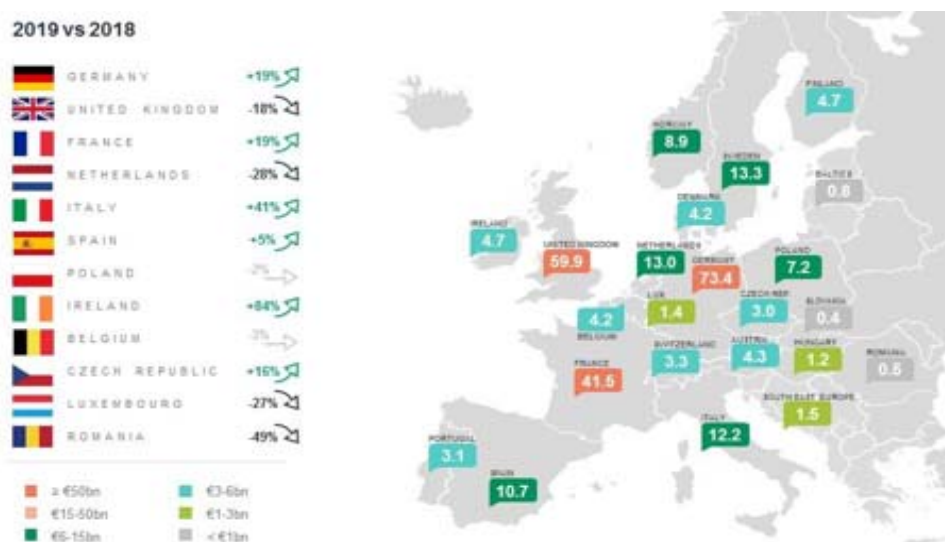 2019 vs 2018
GERMANY +19%
UNITED KINGDOM -18%
FRANCE +19%
NETHERLANDS -28%
ITALY +41%
SPAIN +5%
POLAND
IRELAND +84%
BELGIUM
CZECH REPUBLIC +16%
LUXEMBOURG -27%
ROMANIA -49%
≥ €50bn
€15-50bn
€6-15bn
€3-6bn
€1-3bn
< €1bn
FINLAND
4.7
NORWAY
8.9
SWEDEN
13.3
BALTICS
0.8
DENMARK
4.2
IRELAND
4.7
UNITED KINGDOM
59.9
NETHERLANDS
13.0
GERMANY
73.4
POLAND
7.2
LUX
1.4
CZECH REP.
3.0
SLOVAKIA
0.4
4.2
BELGIUM
SWITZERLAND
3.3
AUSTRIA
4.3
HUNGARY
1.2
ROMANIA
0.5
FRANCE
41.5
SOUTH EAST EUROPE
1.5
ITALY
12.2
PORTUGAL
3.1
SPAIN
10.7